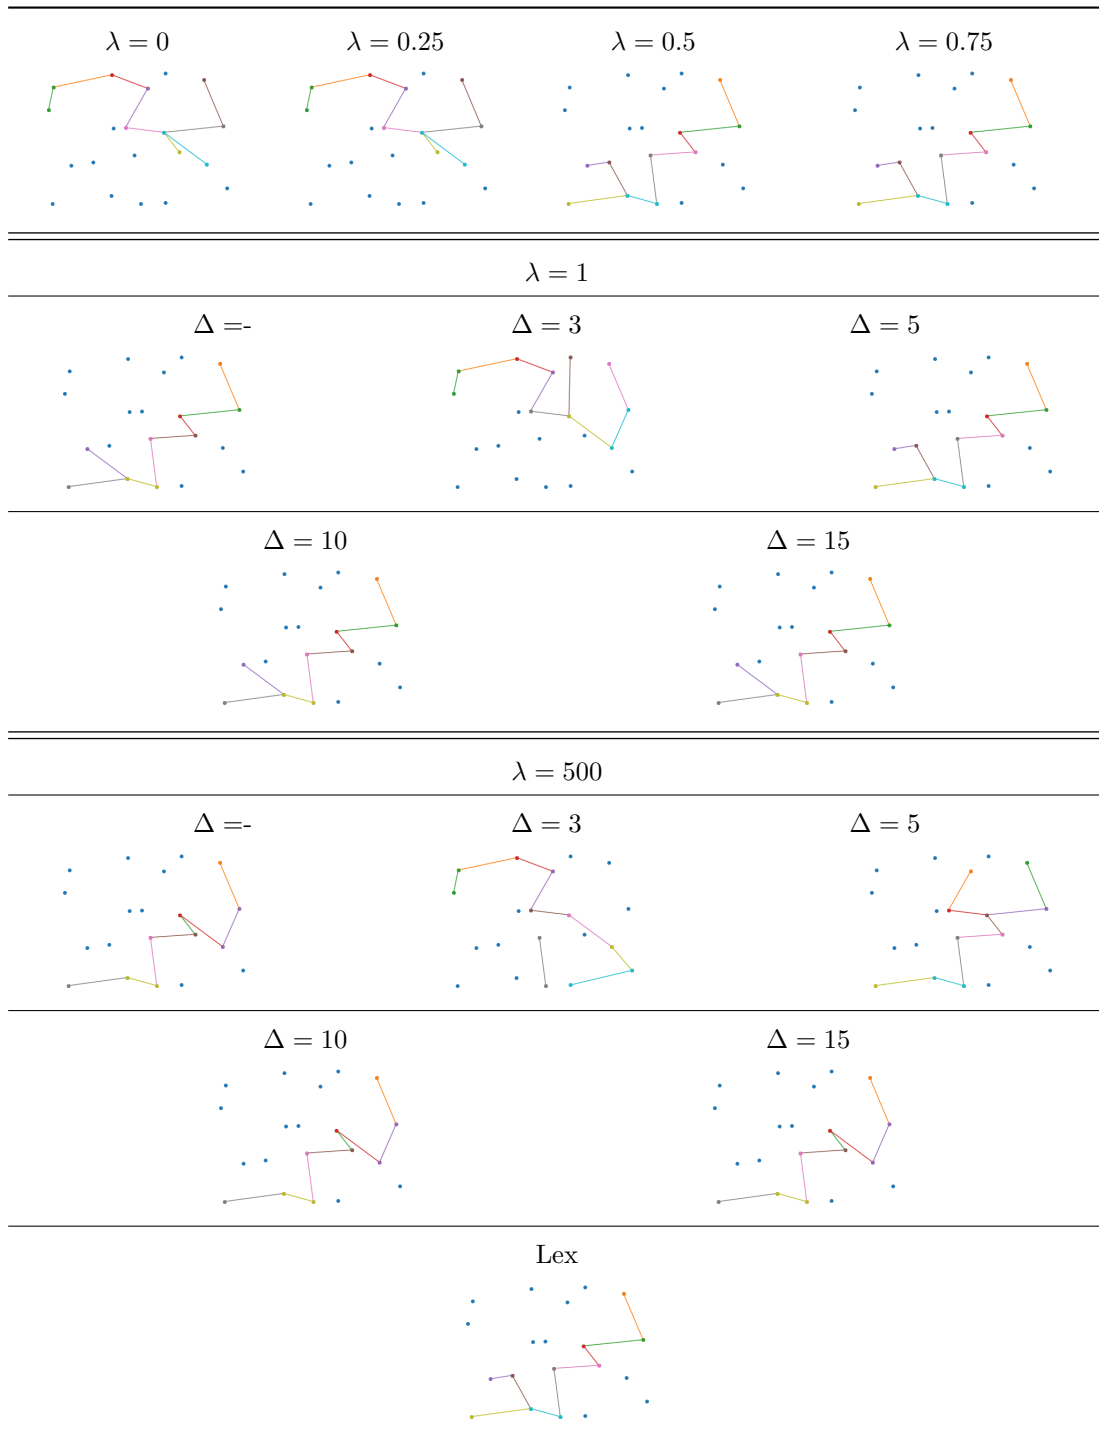 λ = 0 λ = 0.25 λ = 0.5 λ = 0.75
λ = 1
Δ =- Δ = 3 Δ = 5
Δ = 10 Δ = 15
λ = 500
Δ =- Δ = 3 Δ = 5
Δ = 10 Δ = 15
Lex